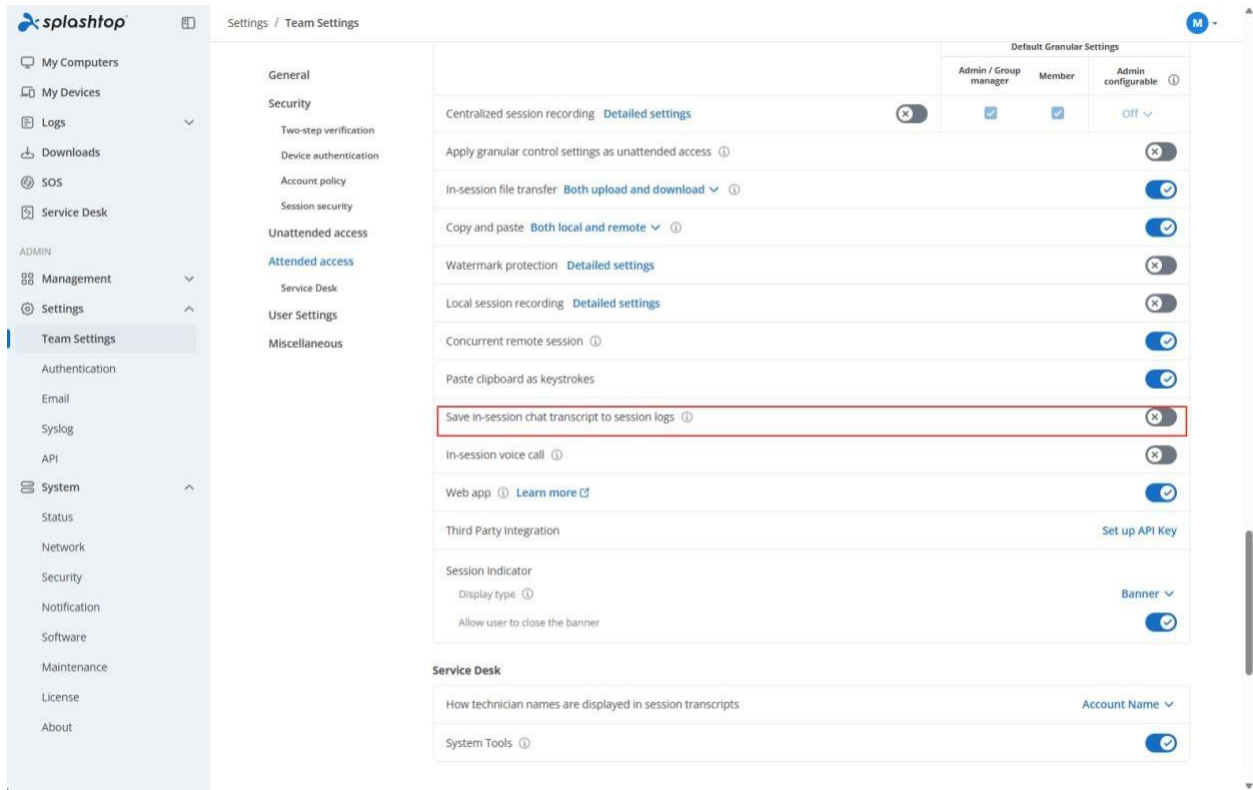 splashtop
Settings / Team Settings
M
My Computers
My Devices
Logs
Downloads
SOS
Service Desk
ADMIN
Management
Settings
Team Settings
Authentication
Email
Syslog
API
System
Status
Network
Security
Notification
Software
Maintenance
License
About
General
Security
Two-step verification
Device authentication
Account policy
Session security
Unattended access
Attended access
Service Desk
User Settings
Miscellaneous
Default Granular Settings
Admin / Group manager Member Admin configurable
Centralized session recording Detailed settings Off
Apply granular control settings as unattended access
In-session file transfer Both upload and download
Copy and paste Both local and remote
Watermark protection Detailed settings
Local session recording Detailed settings
Concurrent remote session
Paste clipboard as keystrokes
Save in-session chat transcript to session logs
In-session voice call
Web app Learn more
Third Party Integration Set up API Key
Session Indicator
Display type Banner
Allow user to close the banner
Service Desk
How technician names are displayed in session transcripts Account Name
System Tools